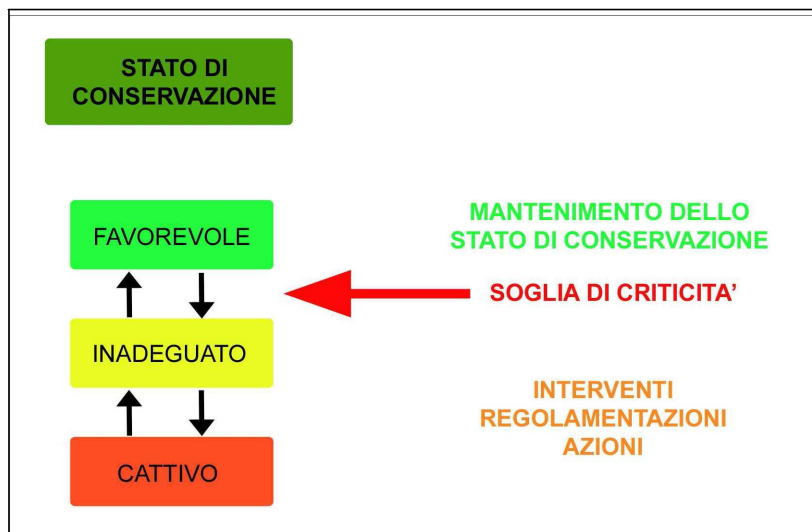 STATO DI
CONSERVAZIONE
FAVOREVOLE
MANTENIMENTO DELLO
STATO DI CONSERVAZIONE
SOGLIA DI CRITICITA’
INADEGUATO
INTERVENTI
REGOLAMENTAZIONI
AZIONI
CATTIVO